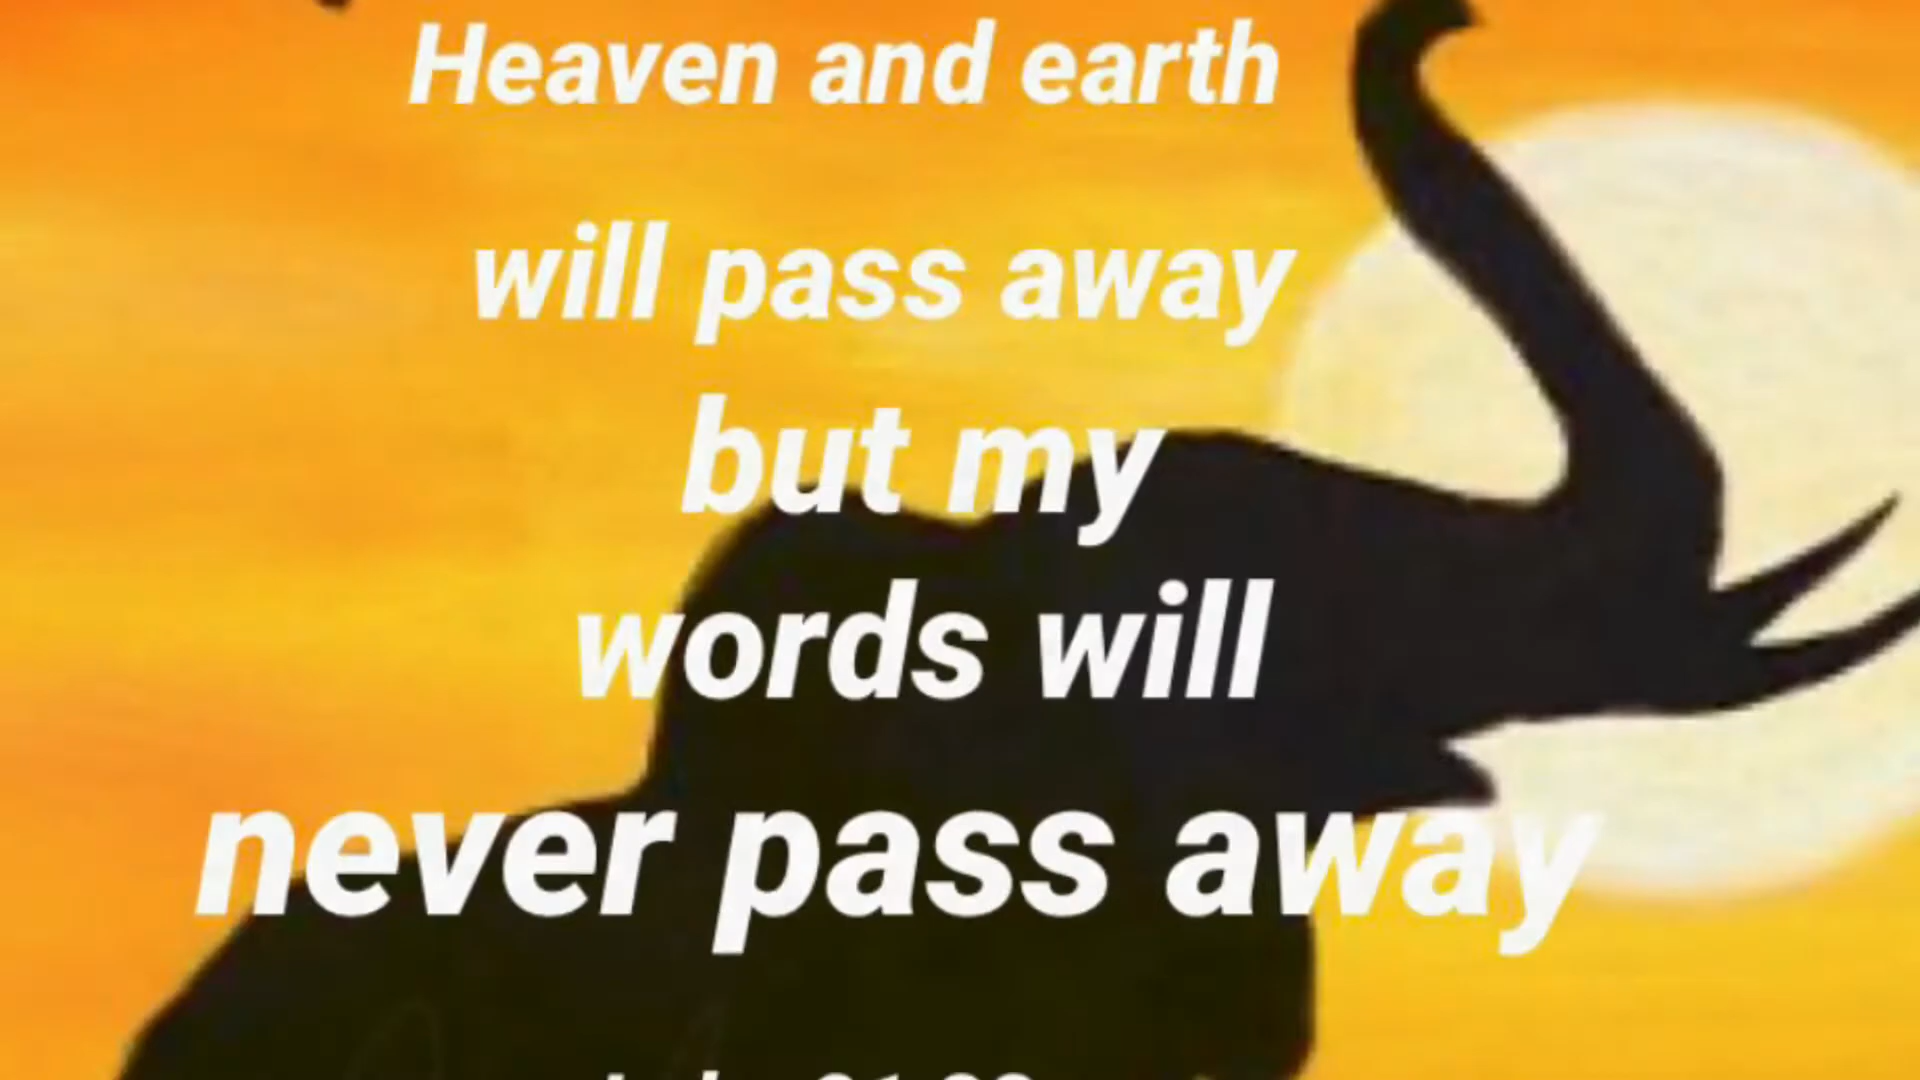 Heaven and earth
will pass away
but my
words will
never pass away